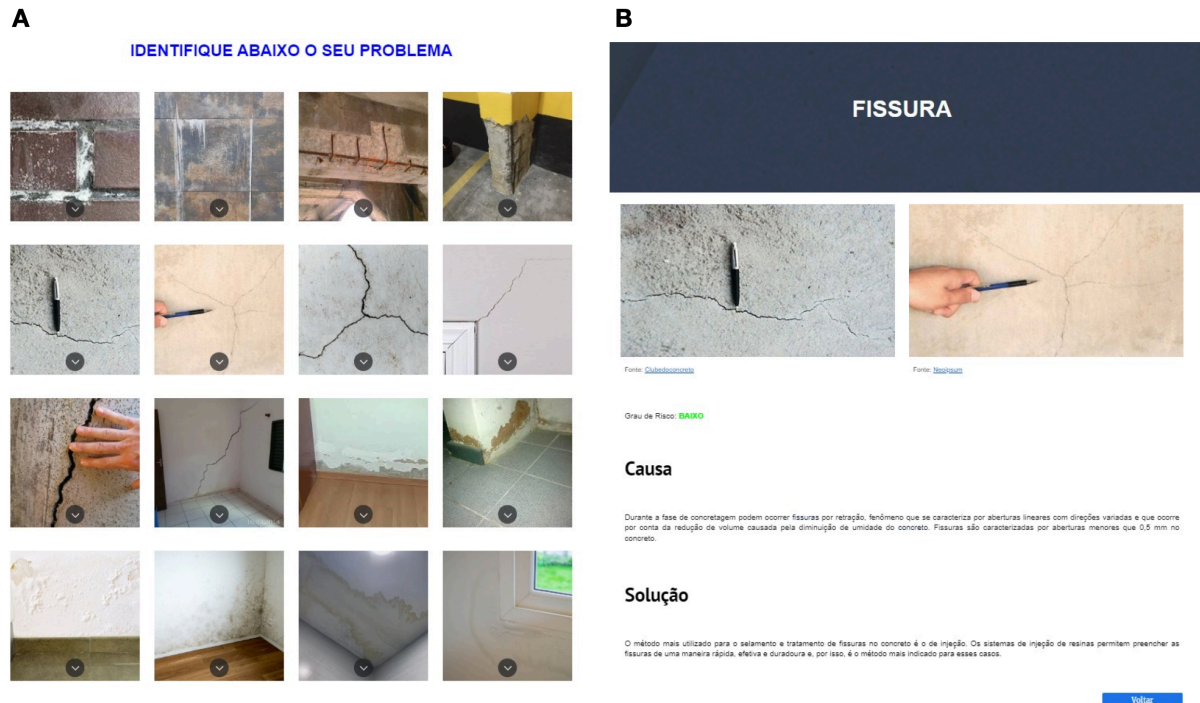 A
IDENTIFIQUE ABAIXO O SEU PROBLEMA
B
FISSURA
Fonte: Clubedoconcreto
Fonte: Neoipsum
Grau de Risco: BAIXO
Causa
Durante a fase de concretagem podem ocorrer fissuras por retração, fenômeno que se caracteriza por aberturas lineares com direções variadas e que ocorre
por conta da redução de volume causada pela diminuição de umidade do concreto. Fissuras são caracterizadas por aberturas menores que 0,5 mm no
concreto.
Solução
O método mais utilizado para o selamento e tratamento de fissuras no concreto é o de injeção. Os sistemas de injeção de resinas permitem preencher as
fissuras de uma maneira rápida, efetiva e duradoura e, por isso, é o método mais indicado para esses casos.
Voltar